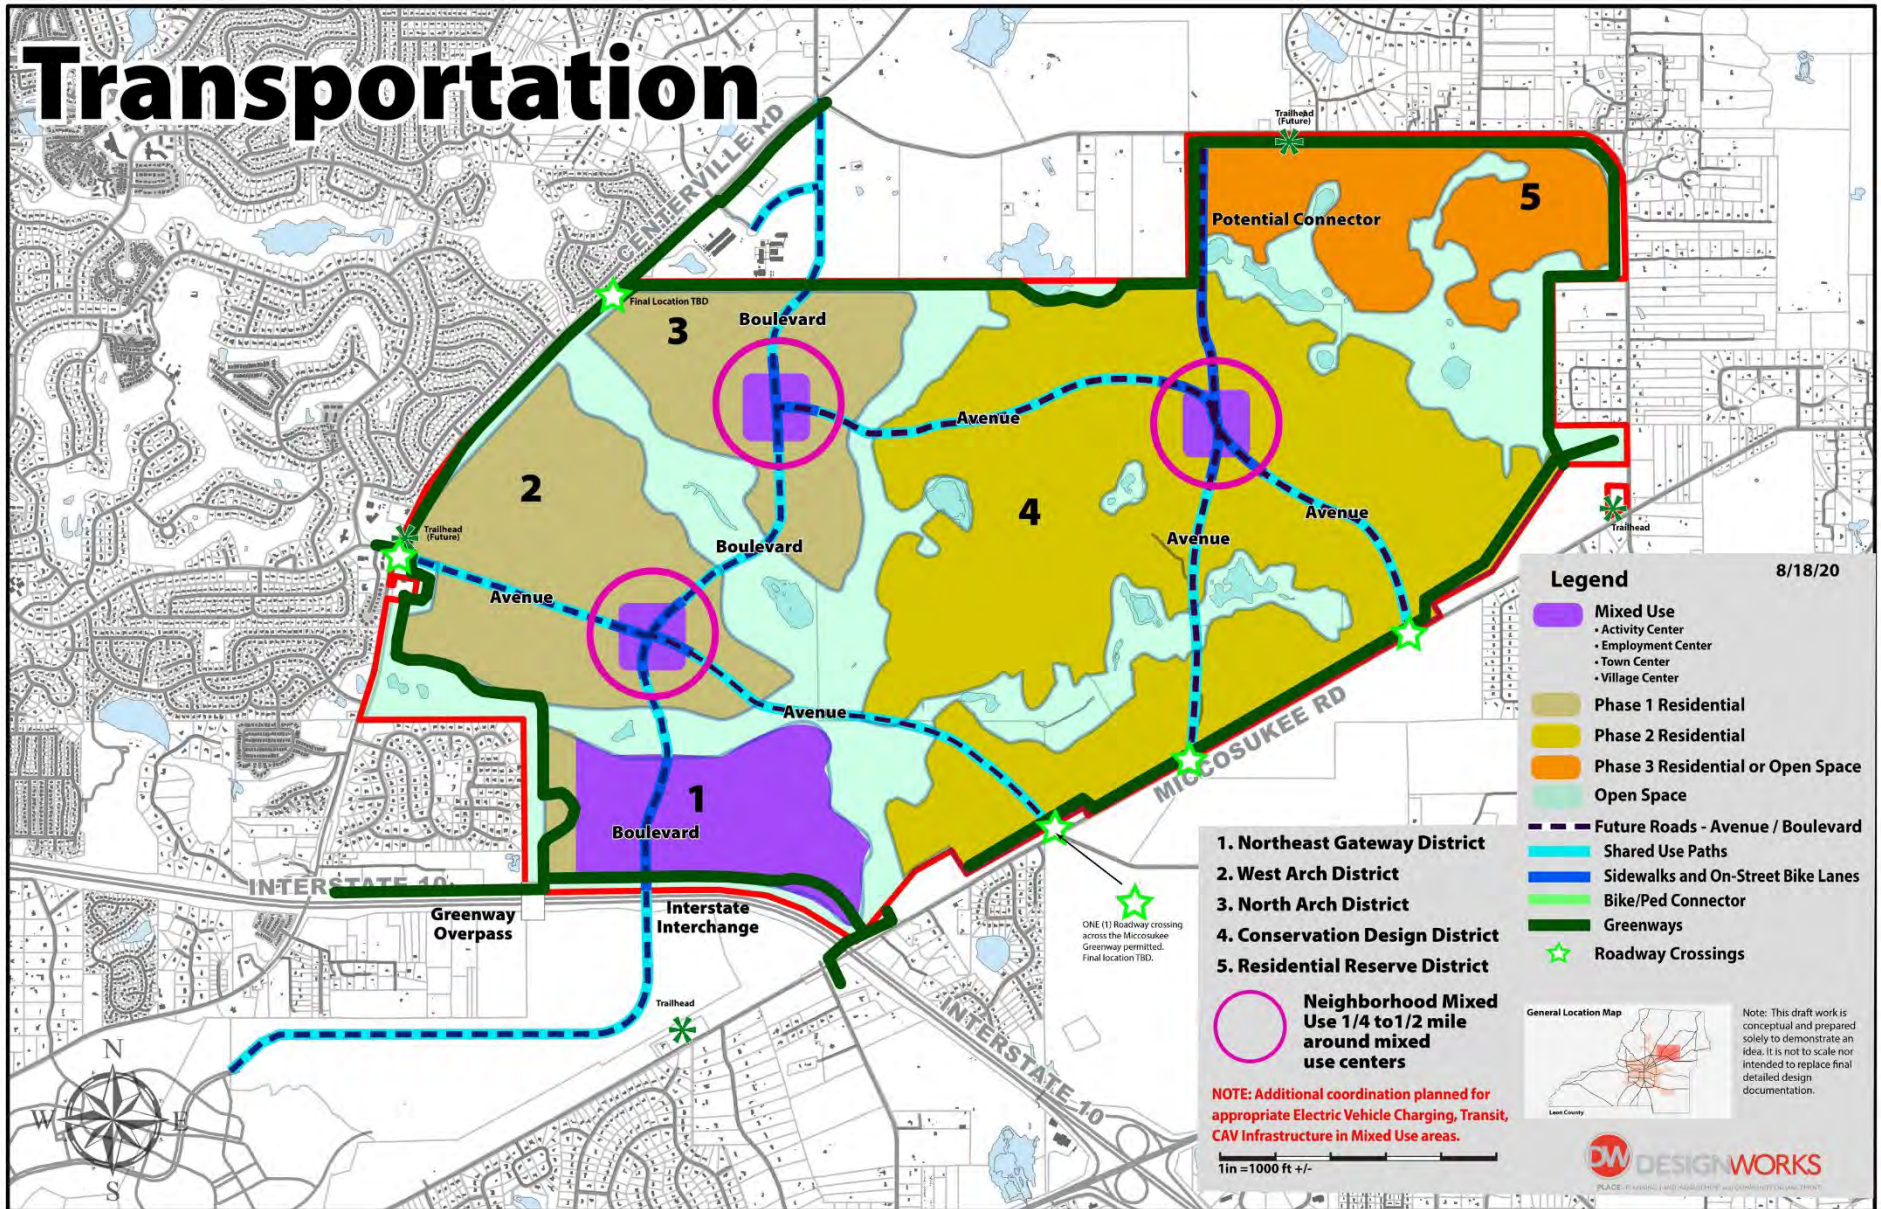 Transportation
CENTERVILLE RD
Trailhead
(Future)
5
Potential Connector
Final Location TBD
3
Boulevard
Avenue
2
4
Avenue
Trailhead
(Future)
Boulevard
Avenue
Trailhead
Avenue
Avenue
MICCOSUKEE RD
1
Boulevard
INTERSTATE 10
Greenway
Overpass
Interstate
Interchange
ONE (1) Roadway crossing
across the Miccosukee
Greenway permitted.
Final location TBD.
Trailhead
INTERSTATE 10
N
W
E
S
Legend
8/18/20
Mixed Use
• Activity Center
• Employment Center
• Town Center
• Village Center
Phase 1 Residential
Phase 2 Residential
Phase 3 Residential or Open Space
Open Space
Future Roads - Avenue / Boulevard
Shared Use Paths
Sidewalks and On-Street Bike Lanes
Bike/Ped Connector
Greenways
Roadway Crossings
1. Northeast Gateway District
2. West Arch District
3. North Arch District
4. Conservation Design District
5. Residential Reserve District
Neighborhood Mixed
Use 1/4 to1/2 mile
around mixed
use centers
NOTE: Additional coordination planned for
appropriate Electric Vehicle Charging, Transit,
CAV Infrastructure in Mixed Use areas.
1in =1000 ft +/-
General Location Map
Leon County
Note: This draft work is
conceptual and prepared
solely to demonstrate an
idea. It is not to scale nor
intended to replace final
detailed design
documentation.
DW DESIGNWORKS
PLACE